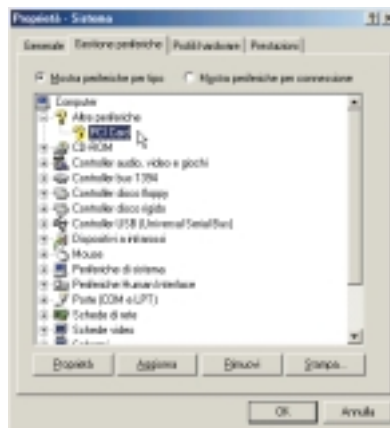 Proprietà - Sistema
Generale Gestione periferiche Profili hardware Prestazioni
Mostra periferiche per tipo Mostra periferiche per connessione
Computer
Altre periferiche
PCI Card
CD-ROM
Controller audio, video e giochi
Controller bus 1394
Controller disco floppy
Controller disco rigido
Controller USB (Universal Serial Bus)
Dispositivi a infrarossi
Mouse
Periferiche di sistema
Periferiche Human Interface
Porte (COM e LPT)
Schede di rete
Schede video
Proprietà Aggiorna Rimuovi Stampa...
OK Annulla